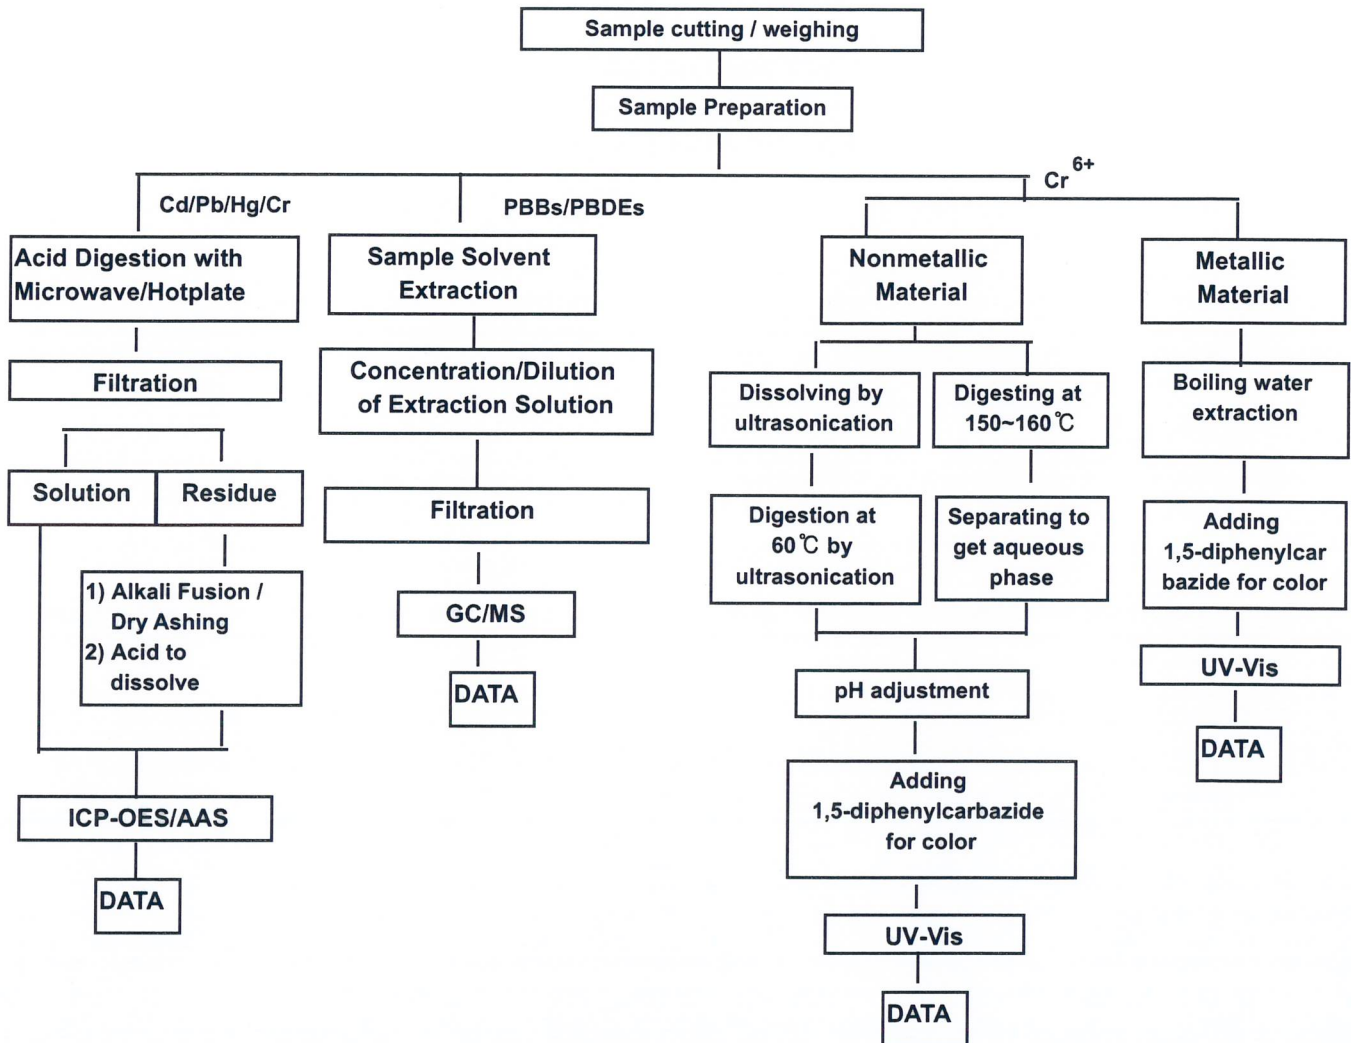 Sample cutting / weighing
Sample Preparation
Cr6+
Cd/Pb/Hg/Cr
PBBs/PBDEs
Acid Digestion with
Microwave/Hotplate
Filtration
Solution
Residue
1) Alkali Fusion /
Dry Ashing
2) Acid to
dissolve
ICP-OES/AAS
DATA
Sample Solvent
Extraction
Concentration/Dilution
of Extraction Solution
Filtration
GC/MS
DATA
Nonmetallic
Material
Dissolving by
ultrasonication
Digestion at
60℃ by
ultrasonication
Digesting at
150~160℃
Separating to
get aqueous
phase
pH adjustment
Adding
1,5-diphenylcarbazide
for color
UV-Vis
DATA
Metallic
Material
Boiling water
extraction
Adding
1,5-diphenylcar
bazide for color
UV-Vis
DATA